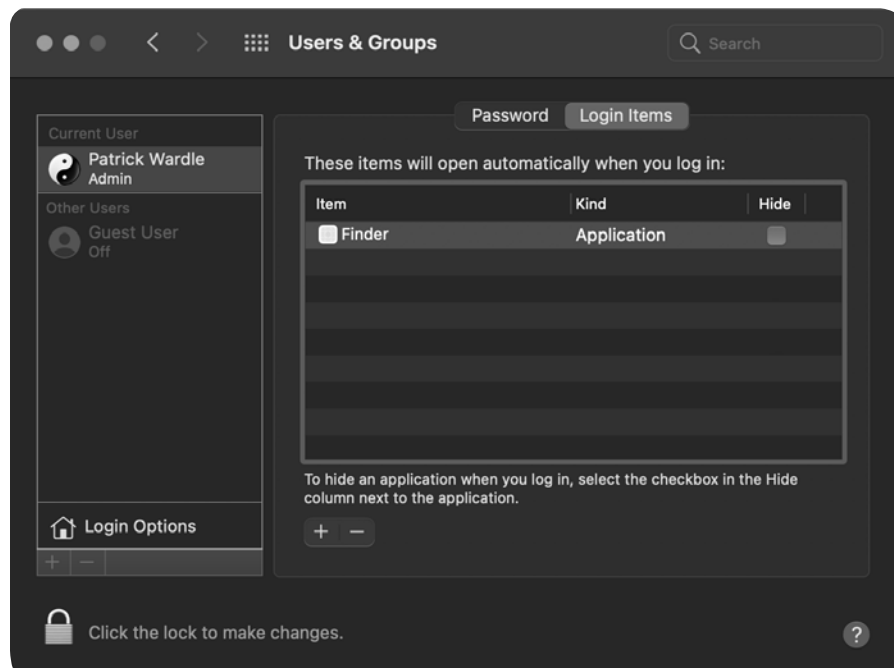 Users & Groups
Search
Current User
Patrick Wardle
Admin
Other Users
Guest User
Off
Login Options
+ −
Password Login Items
These items will open automatically when you log in:
Item Kind Hide
Finder Application
To hide an application when you log in, select the checkbox in the Hide
column next to the application.
+ −
Click the lock to make changes.
?